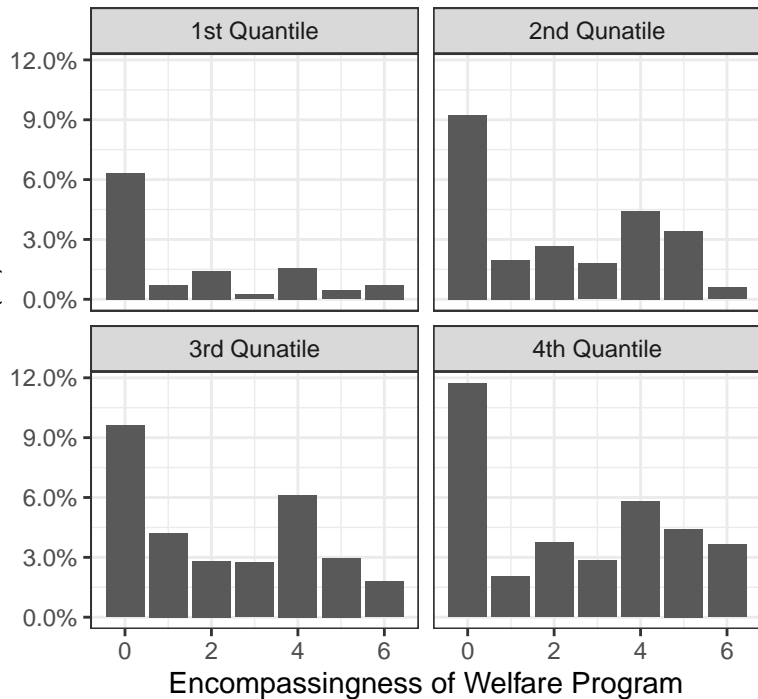 1st Quantile
2nd Qunatile
12.0%
9.0%
6.0%
3.0%
0.0%
3rd Qunatile
4th Quantile
12.0%
9.0%
6.0%
3.0%
0.0%
0 2 4 6
0 2 4 6
Encompassingness of Welfare Program